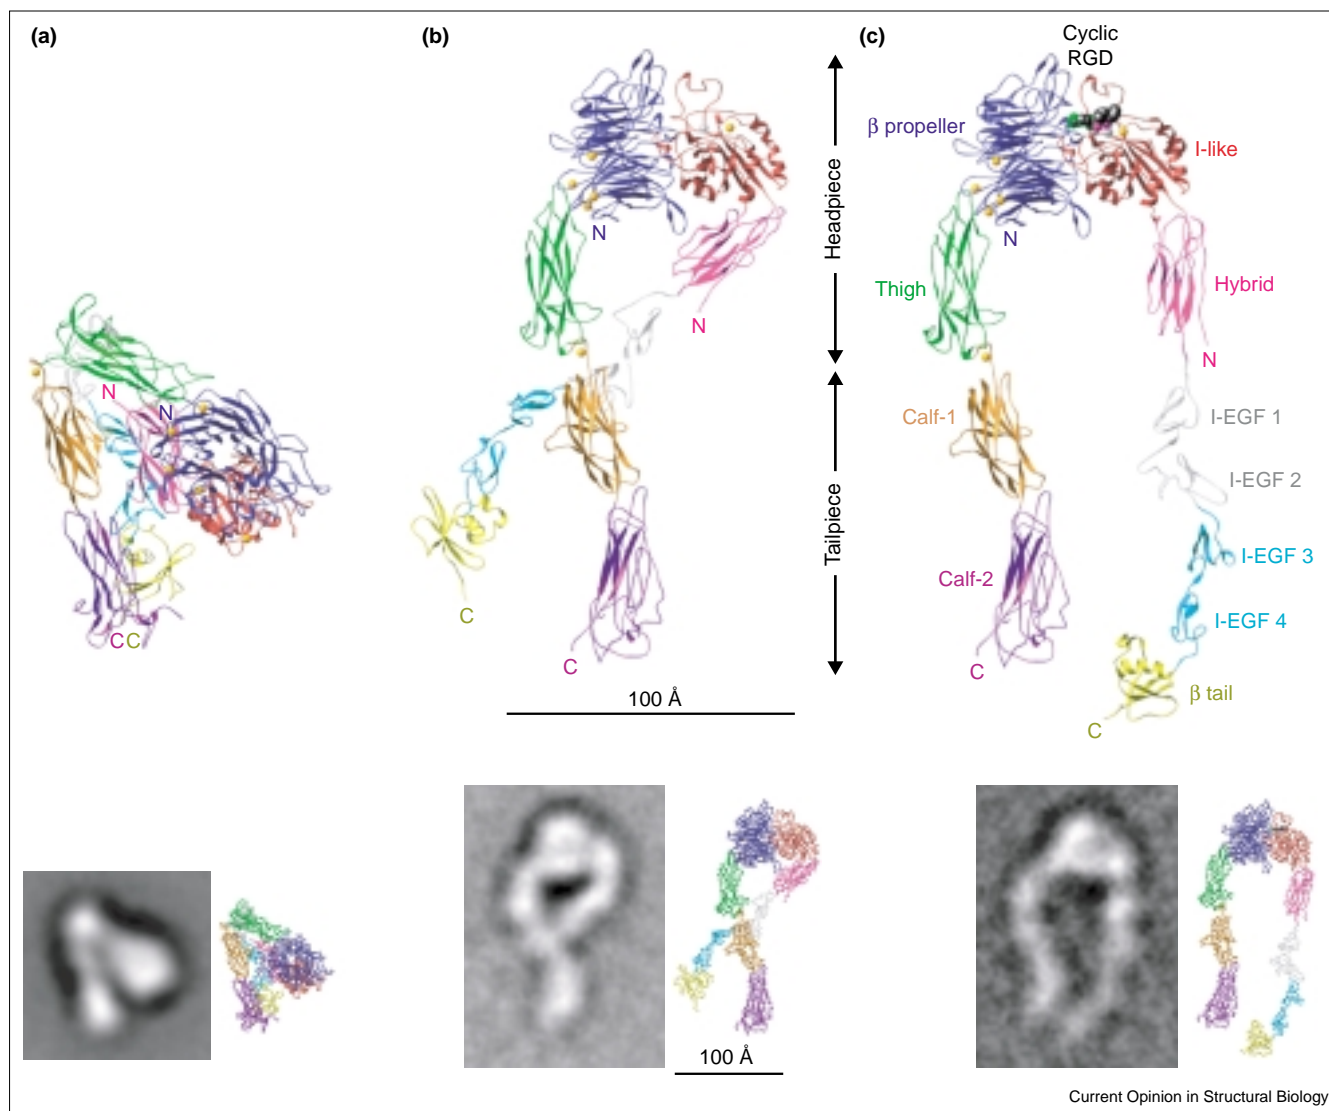 (a)
(b)
(c)
Cyclic
RGD
β propeller
I-like
N
Thigh
Hybrid
N
Calf-1
I-EGF 1
I-EGF 2
Calf-2
I-EGF 3
I-EGF 4
C
β tail
C
Headpiece
Tailpiece
N
N
C
C
N
N
CC
100 Å
100 Å
Current Opinion in Structural Biology